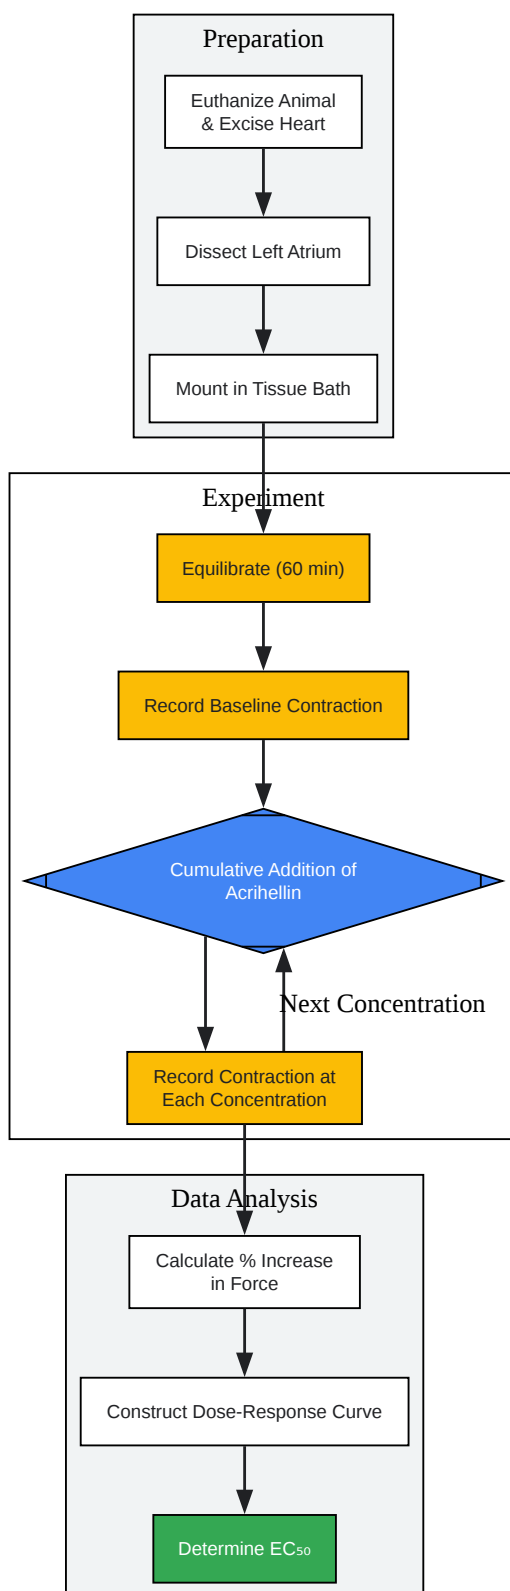 Preparation
Euthanize Animal
& Excise Heart
Dissect Left Atrium
Mount in Tissue Bath
Experiment
Equilibrate (60 min)
Record Baseline Contraction
Cumulative Addition of
Acrihellin
Next Concentration
Record Contraction at
Each Concentration
Data Analysis
Calculate % Increase
in Force
Construct Dose-Response Curve
Determine EC₅₀